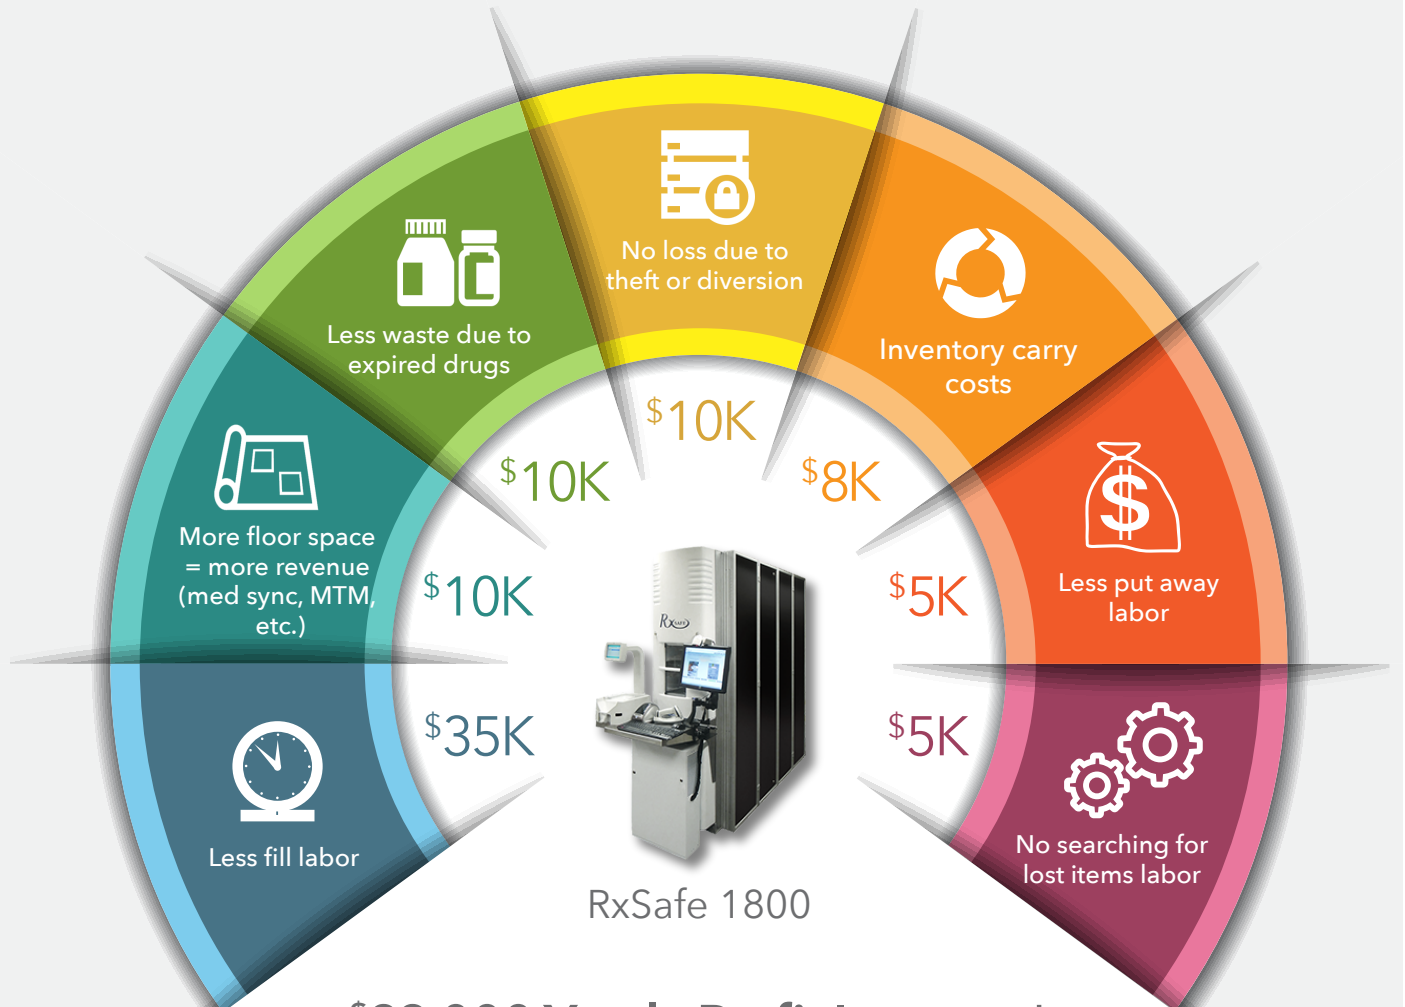 No loss due to
theft or diversion
$10K
Less waste due to
expired drugs
$10K
Inventory carry
costs
$8K
More floor space
= more revenue
(med sync, MTM,
etc.)
$10K
Less put away
labor
$5K
Less fill labor
$35K
No searching for
lost items labor
$5K
RxSafe
RxSafe 1800